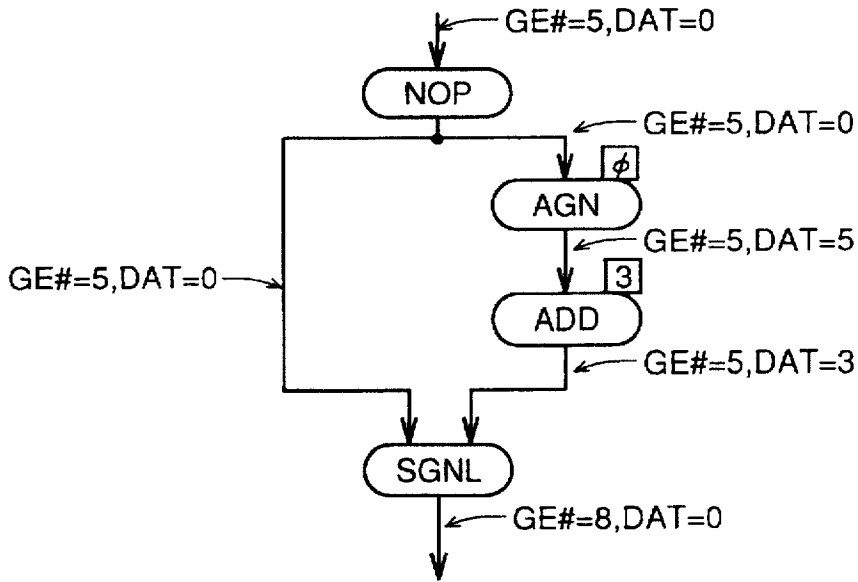 GE#=5,DAT=0
NOP
GE#=5,DAT=0
φ
AGN
GE#=5,DAT=5
GE#=5,DAT=0
3
ADD
GE#=5,DAT=3
SGNL
GE#=8,DAT=0